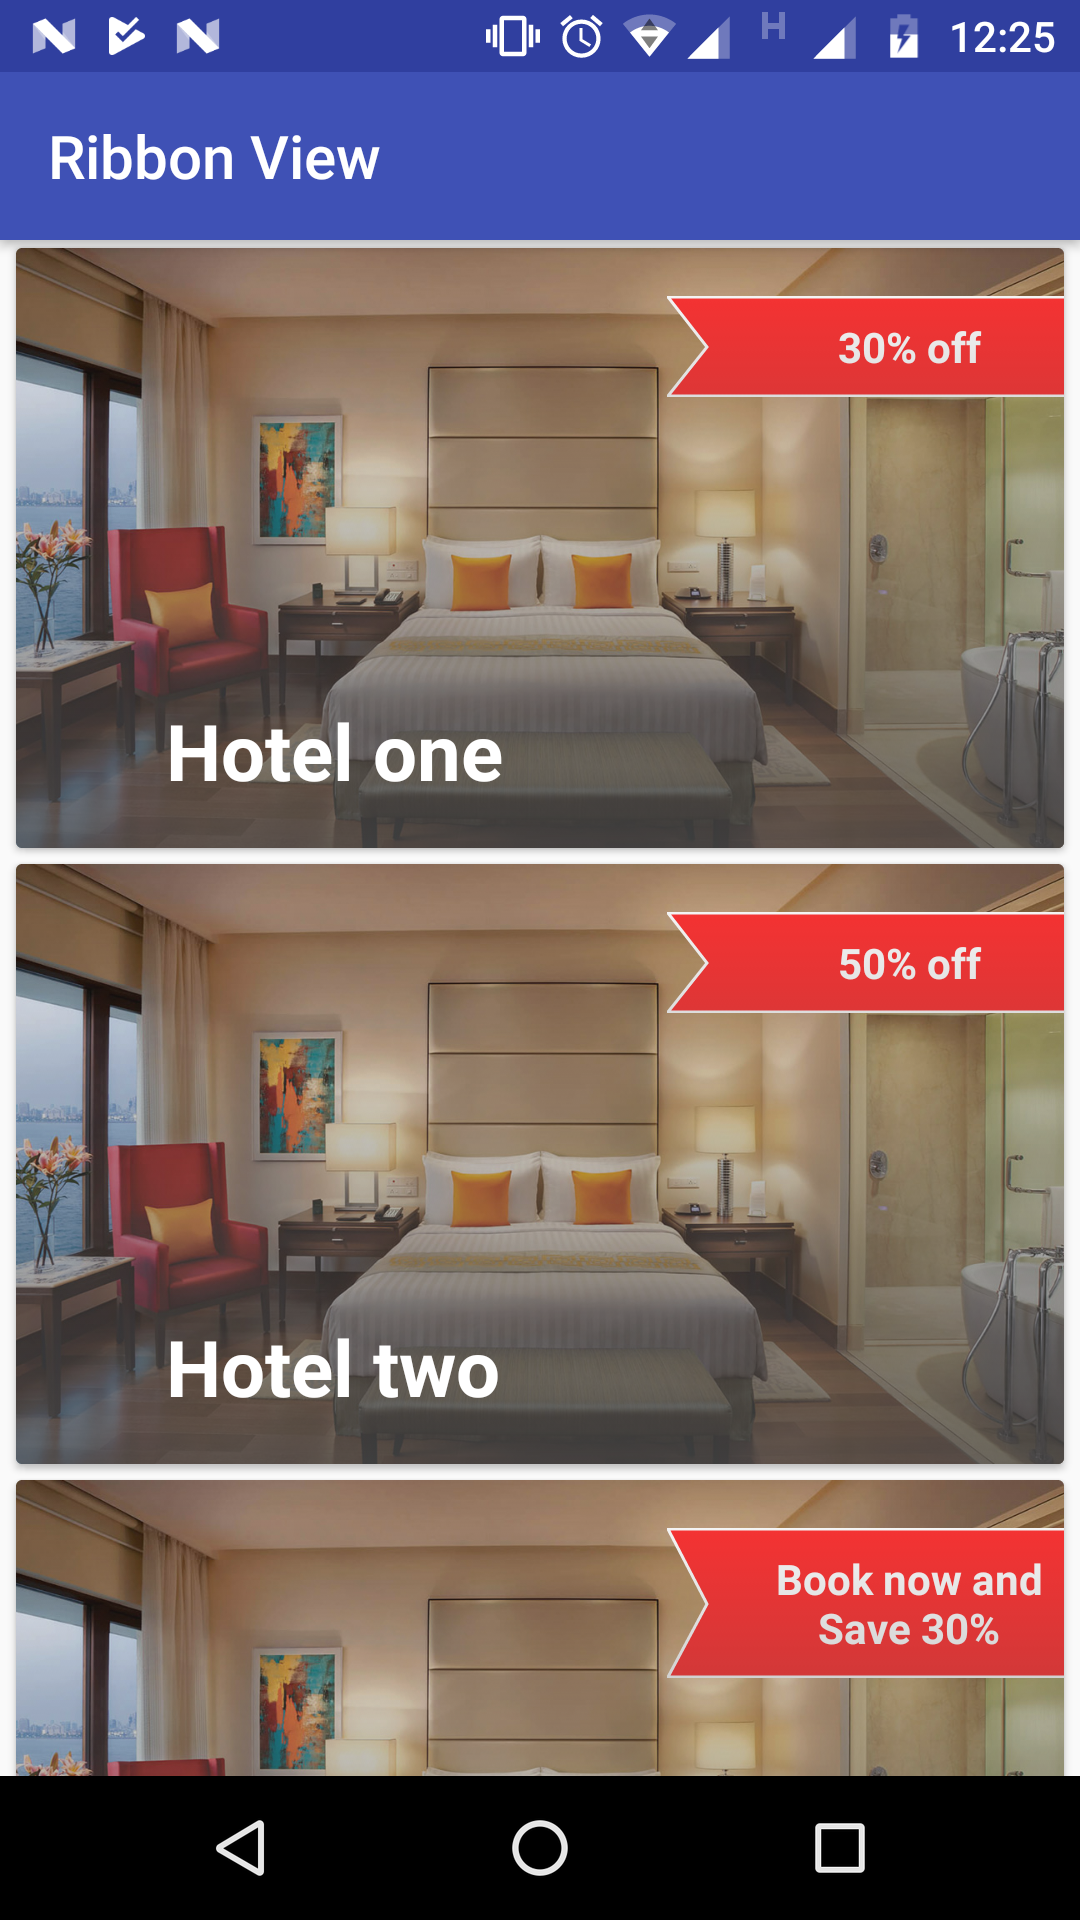 H
12:25
Ribbon View
30% off
Hotel one
50% off
Hotel two
Book now and
Save 30%